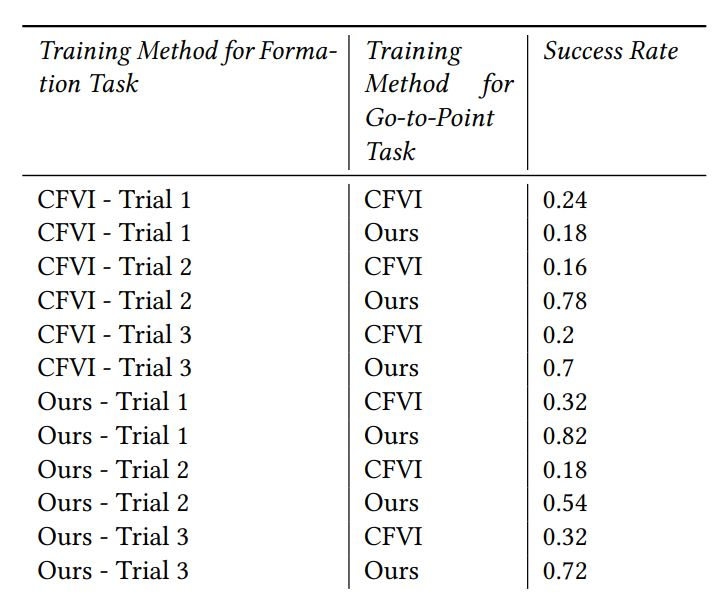 Training Method for Forma-
tion Task
Training
Method for
Go-to-Point
Task
Success Rate
CFVI - Trial 1 CFVI 0.24
CFVI - Trial 1 Ours 0.18
CFVI - Trial 2 CFVI 0.16
CFVI - Trial 2 Ours 0.78
CFVI - Trial 3 CFVI 0.2
CFVI - Trial 3 Ours 0.7
Ours - Trial 1 CFVI 0.32
Ours - Trial 1 Ours 0.82
Ours - Trial 2 CFVI 0.18
Ours - Trial 2 Ours 0.54
Ours - Trial 3 CFVI 0.32
Ours - Trial 3 Ours 0.72